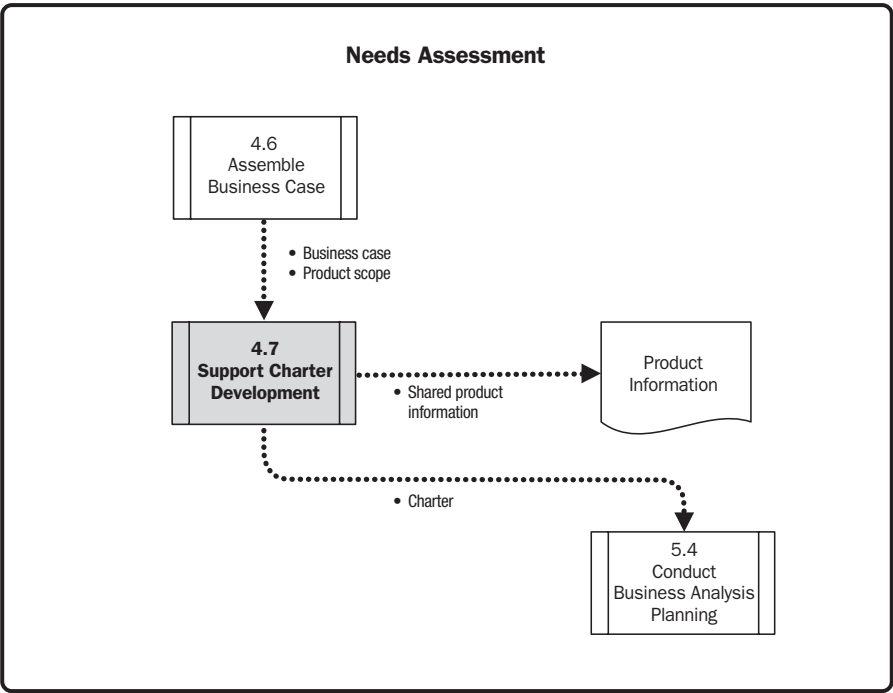 Needs Assessment
4.6
Assemble
Business Case
• Business case
• Product scope
4.7
Support Charter
Development
• Shared product
information
Product
Information
• Charter
5.4
Conduct
Business Analysis
Planning